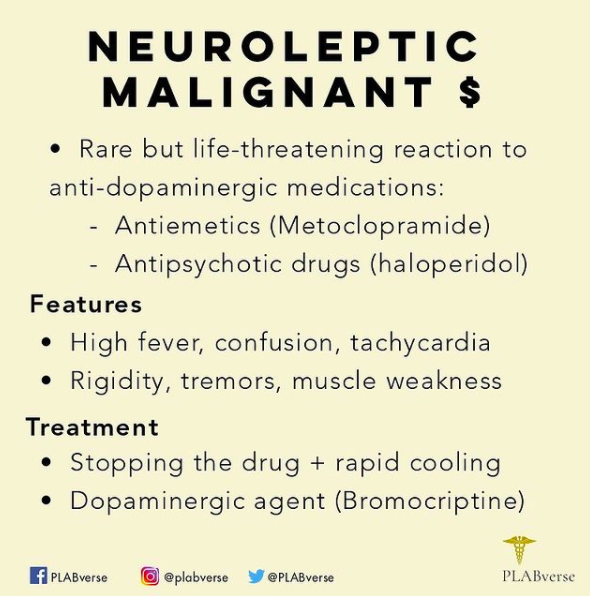 NEUROLEPTIC
MALIGNANT $
• Rare but life-threatening reaction to
anti-dopaminergic medications:
- Antiemetics (Metoclopramide)
- Antipsychotic drugs (haloperidol)
Features
• High fever, confusion, tachycardia
• Rigidity, tremors, muscle weakness
Treatment
• Stopping the drug + rapid cooling
• Dopaminergic agent (Bromocriptine)
PLABverse @plabverse @PLABverse
PLABverse